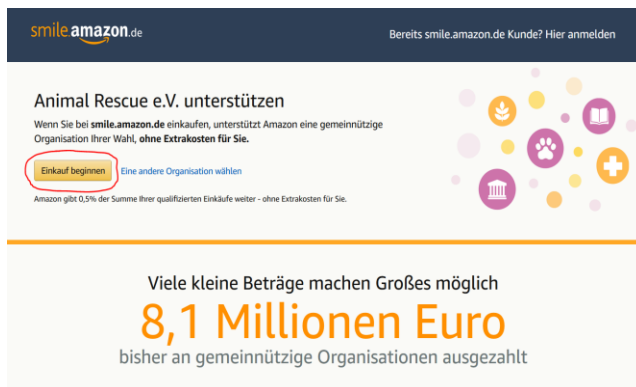 smile.amazon.de
Bereits smile.amazon.de Kunde? Hier anmelden
Animal Rescue e.V. unterstützen
Wenn Sie bei smile.amazon.de einkaufen, unterstützt Amazon eine gemeinnützige
Organisation Ihrer Wahl, ohne Extrakosten für Sie.
Einkauf beginnen
Eine andere Organisation wählen
Amazon gibt 0,5% der Summe Ihrer qualifizierten Einkäufe weiter - ohne Extrakosten für Sie.
Viele kleine Beträge machen Großes möglich
8,1 Millionen Euro
bisher an gemeinnützige Organisationen ausgezahlt